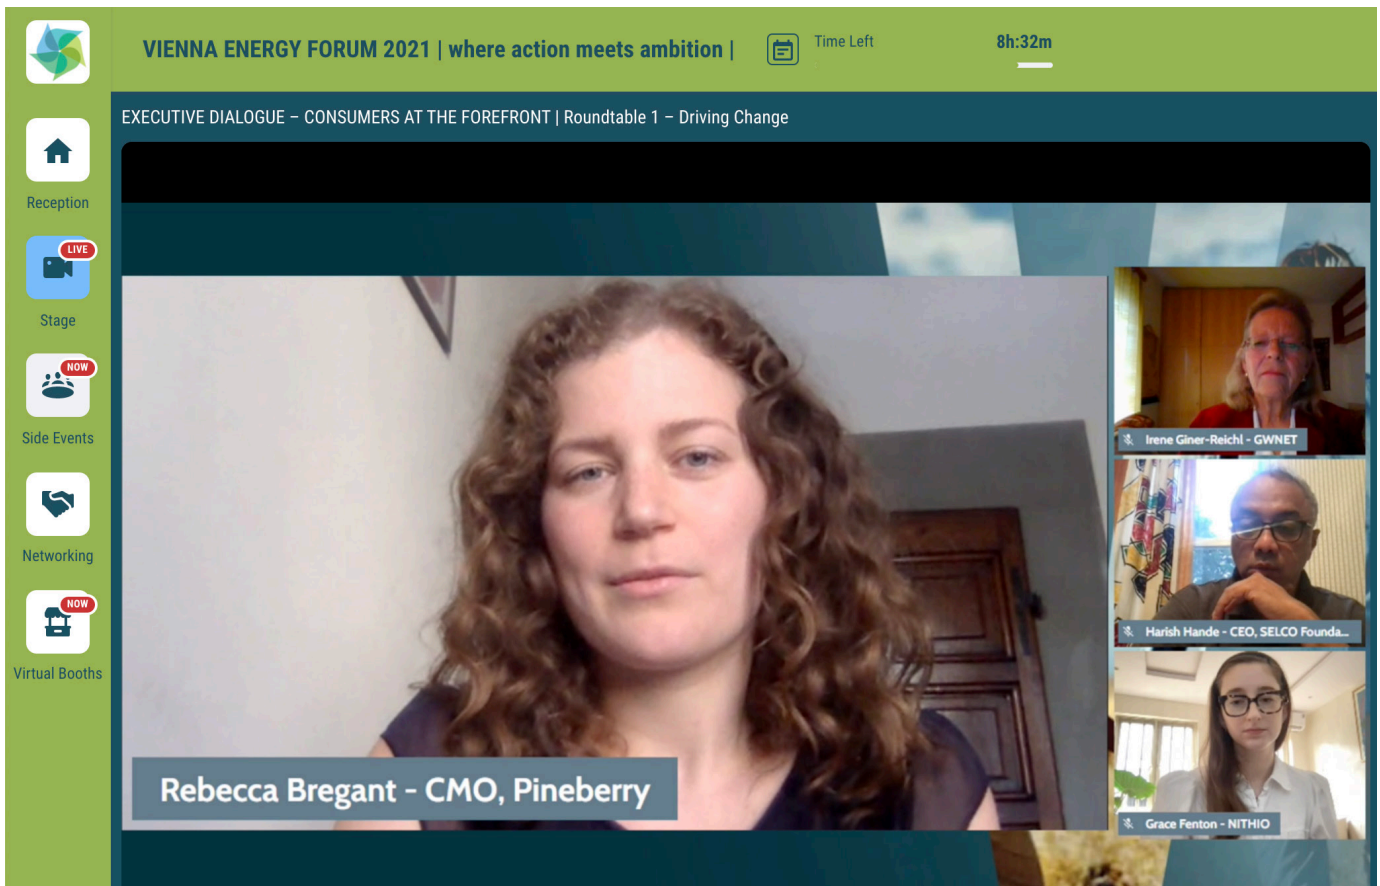 VIENNA ENERGY FORUM 2021 | where action meets ambition |
Time Left
8h:32m
EXECUTIVE DIALOGUE – CONSUMERS AT THE FOREFRONT | Roundtable 1 – Driving Change
Reception
LIVE
Stage
NOW
Side Events
Networking
NOW
Virtual Booths
Rebecca Bregant - CMO, Pineberry
Irene Giner-Reichl - GWNET
Harish Hande - CEO, SELCO Founda...
Grace Fenton - NITHIO